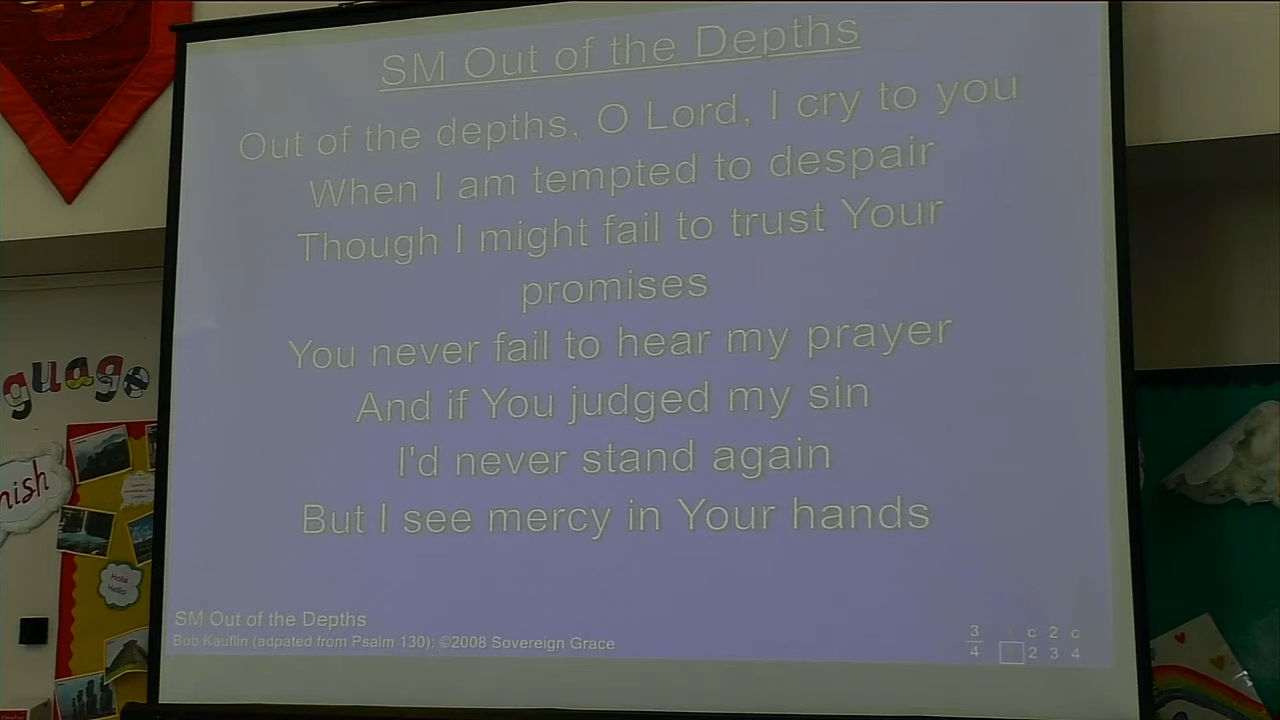 SM Out of the Depths
Out of the depths, O Lord, I cry to you
When I am tempted to despair
Though I might fail to trust Your
promises
You never fail to hear my prayer
And if You judged my sin
I'd never stand again
But I see mercy in Your hands
SM Out of the Depths
Bob Kauflin (adpated from Psalm 130); ©2008 Sovereign Grace
3 c 2 c
4 2 3 4
guage
nish
Hola
Hello